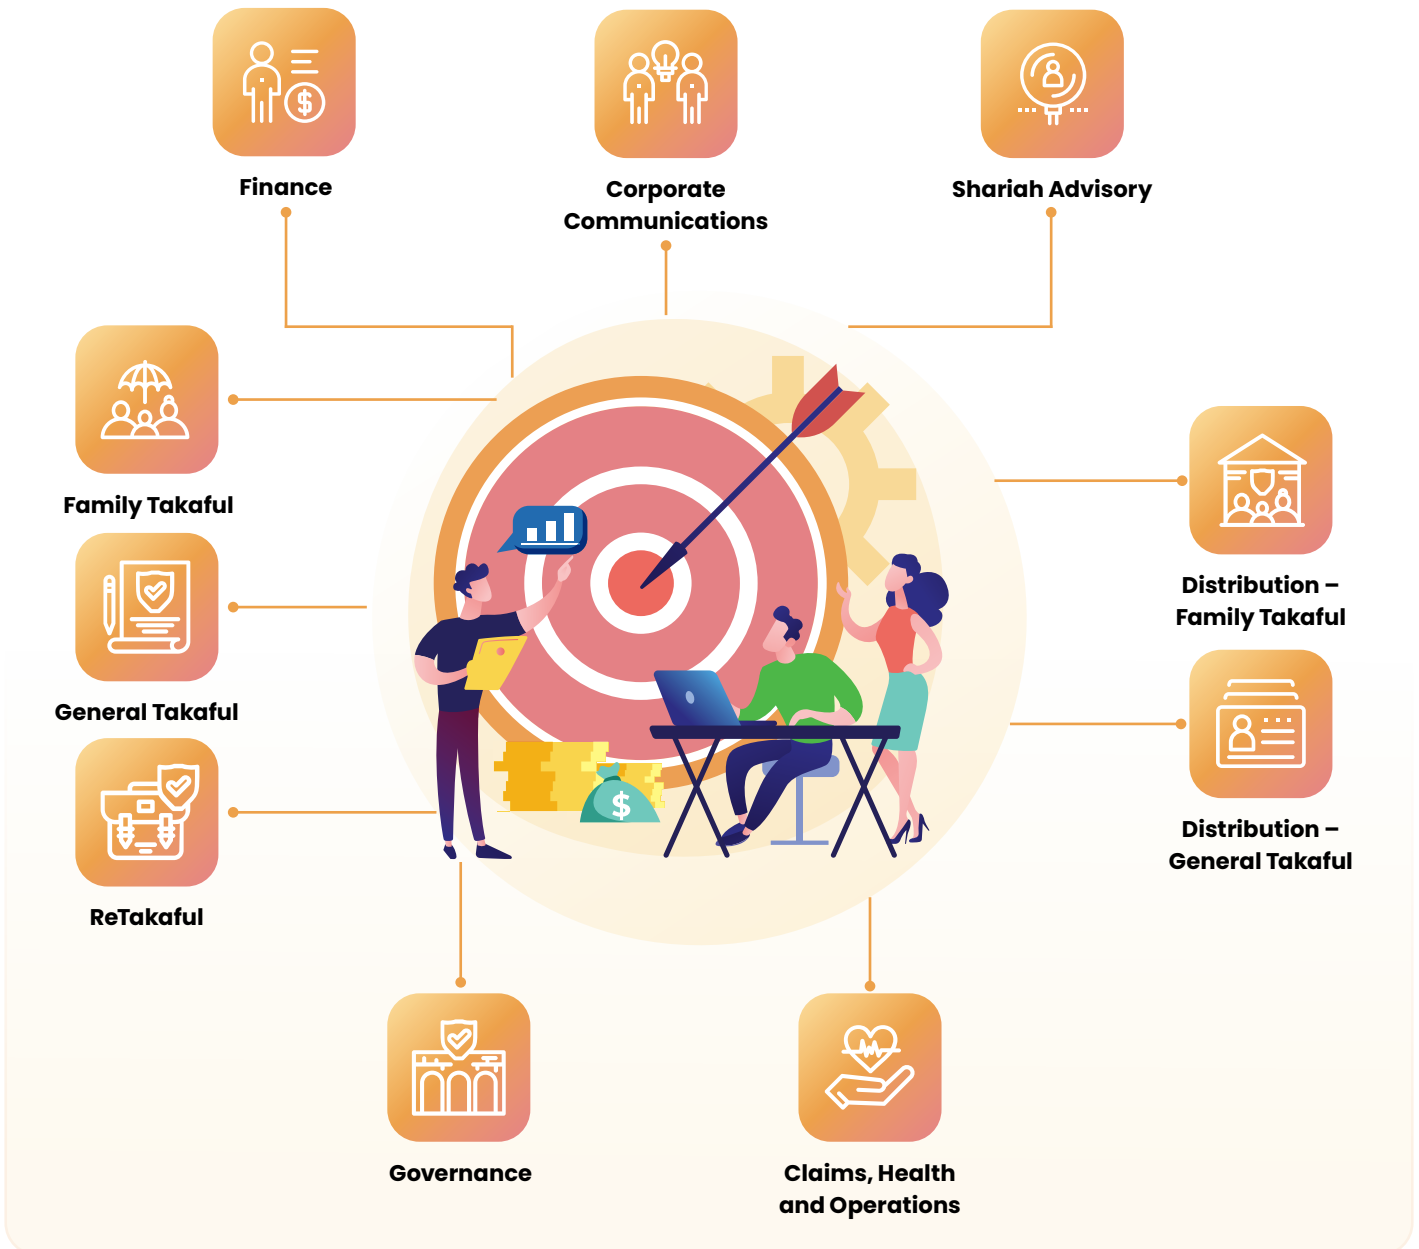 Finance
Corporate
Communications
Shariah Advisory
Family Takaful
General Takaful
ReTakaful
Distribution –
Family Takaful
Distribution –
General Takaful
Governance
Claims, Health
and Operations
$
$